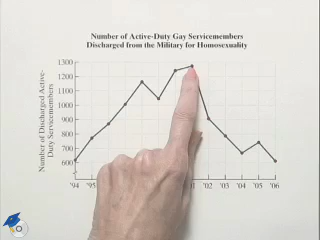 Number of Active-Duty Gay Servicemembers
Discharged from the Military for Homosexuality
Number of Discharged Active-
Duty Servicemembers
1300
1200
1100
1000
900
800
700
600
'94 '95 '02 '03 '04 '05 '06